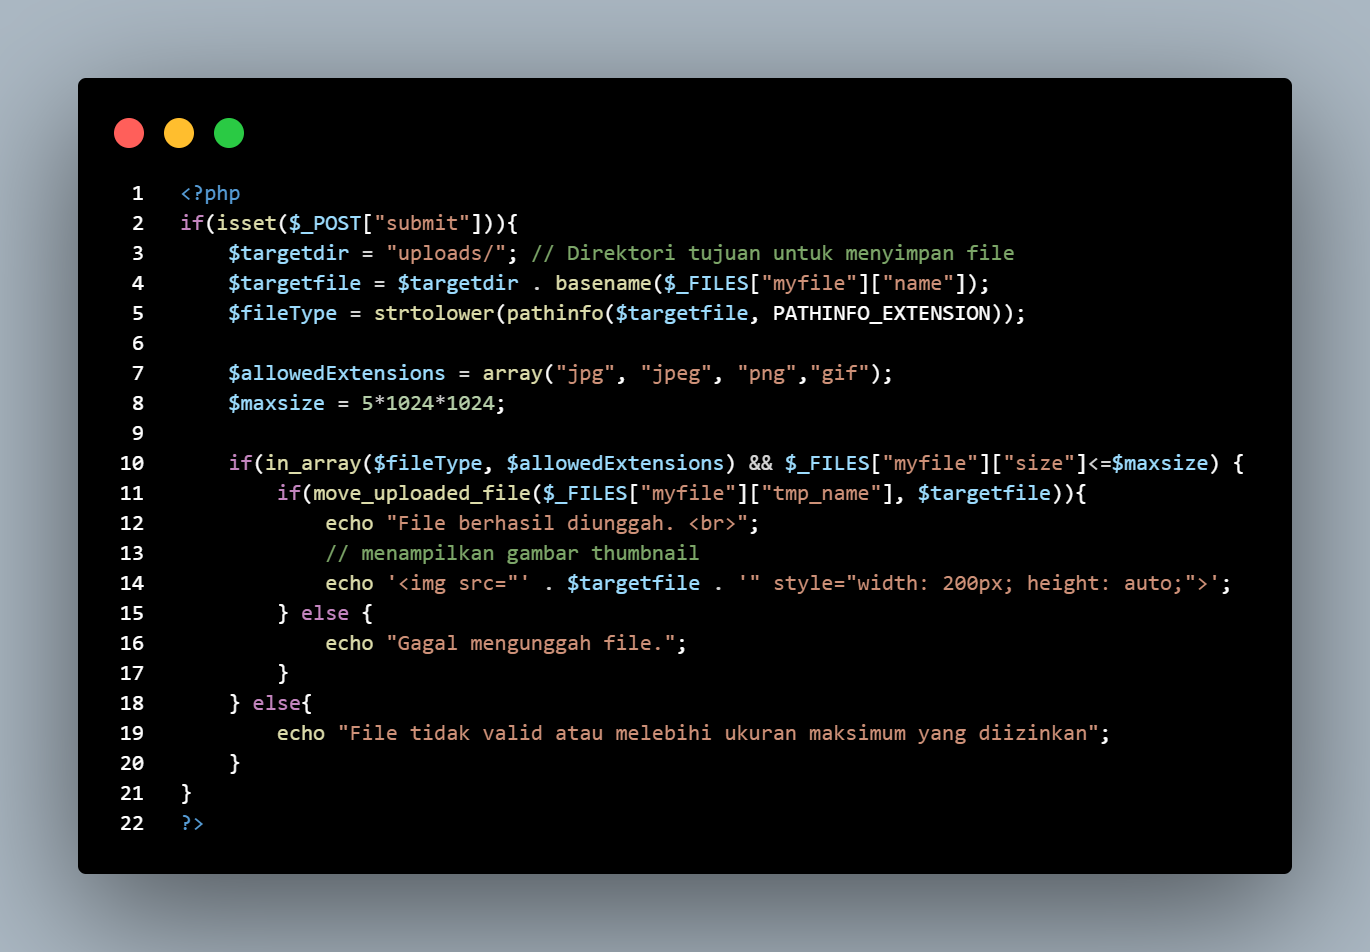 1 <?php
2 if(isset($_POST["submit"])){
3     $targetdir = "uploads/"; // Direktori tujuan untuk menyimpan file
4     $targetfile = $targetdir . basename($_FILES["myfile"]["name"]);
5     $fileType = strtolower(pathinfo($targetfile, PATHINFO_EXTENSION));
6
7     $allowedExtensions = array("jpg", "jpeg", "png","gif");
8     $maxsize = 5*1024*1024;
9
10     if(in_array($fileType, $allowedExtensions) && $_FILES["myfile"]["size"]<=$maxsize) {
11         if(move_uploaded_file($_FILES["myfile"]["tmp_name"], $targetfile)){
12             echo "File berhasil diunggah. <br>";
13             // menampilkan gambar thumbnail
14             echo '<img src="' . $targetfile . '" style="width: 200px; height: auto;">';
15         } else {
16             echo "Gagal mengunggah file.";
17         }
18     } else{
19         echo "File tidak valid atau melebihi ukuran maksimum yang diizinkan";
20     }
21 }
22 ?>